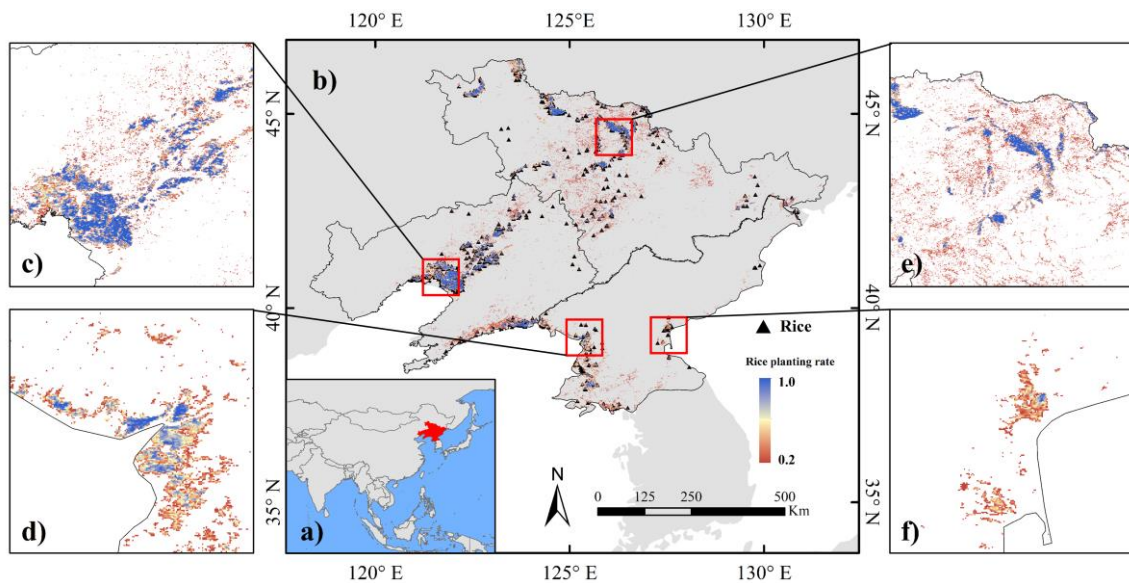 120° E 125° E 130° E
c)
b)
e)
45° N
45° N
40° N
40° N
▲ Rice
Rice planting rate
1.0
0.2
d)
a)
N
0 125 250 500
Km
f)
35° N
35° N
120° E 125° E 130° E